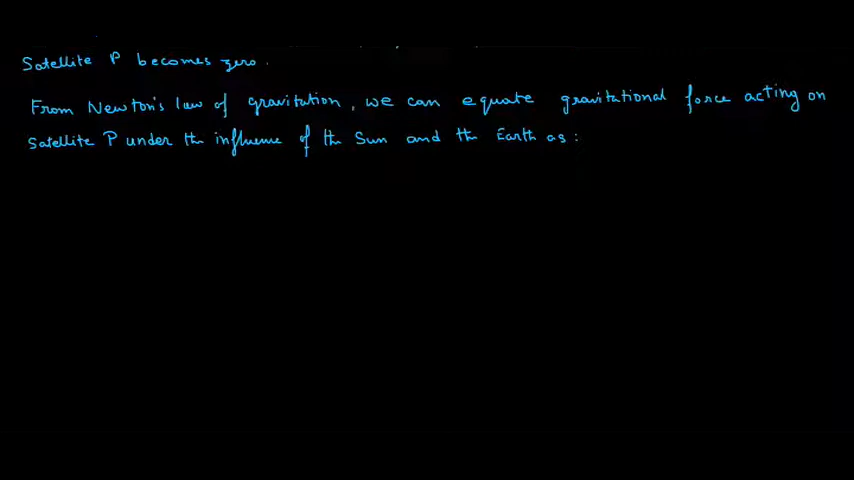 Satellite P becomes zero.
From Newton's law of gravitation, we can equate gravitational force acting on
Satellite P under the influence of the Sun and the Earth as: